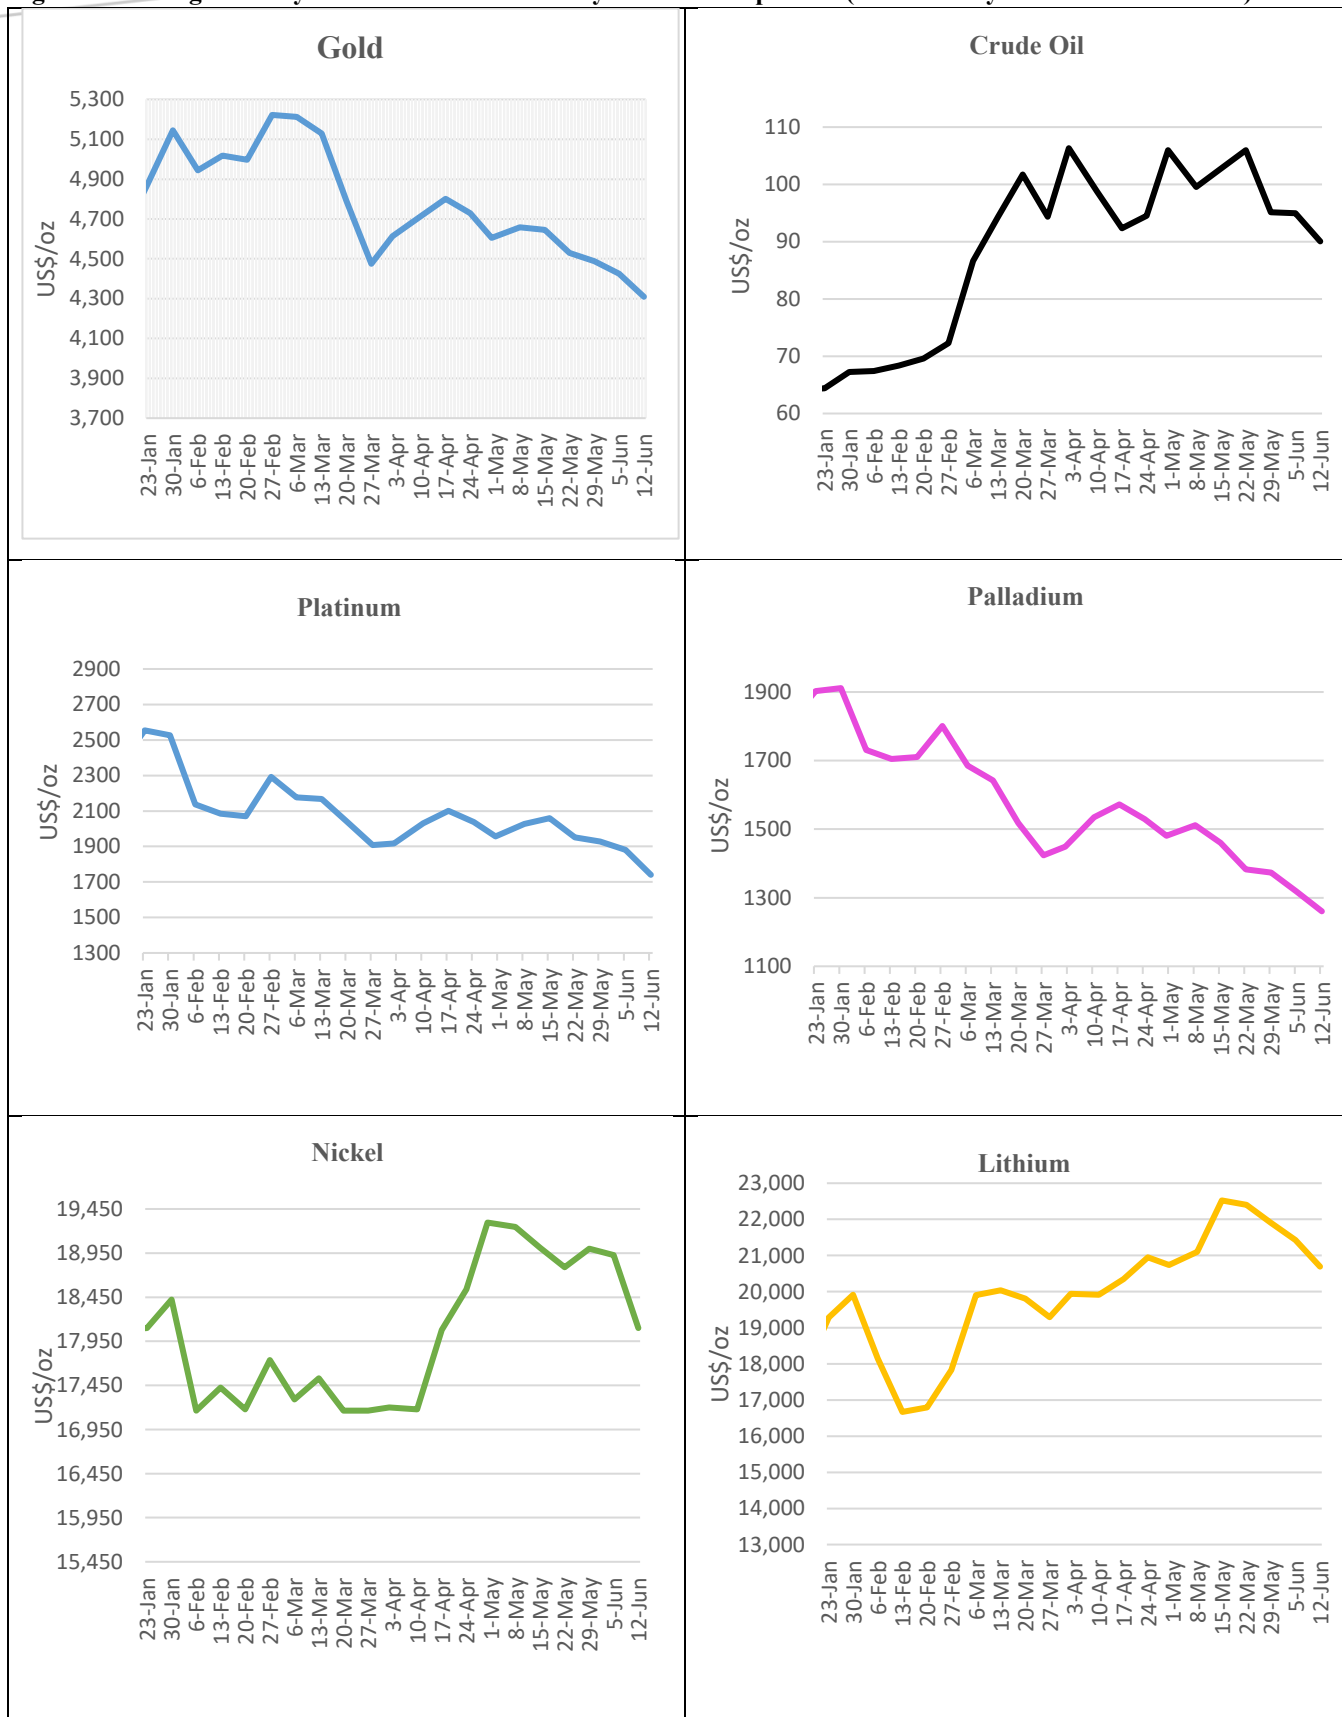 Gold
5,300
5,100
4,900
4,700
4,500
4,300
4,100
3,900
3,700
US$/oz
23-Jan
30-Jan
6-Feb
13-Feb
20-Feb
27-Feb
6-Mar
13-Mar
20-Mar
27-Mar
3-Apr
10-Apr
17-Apr
24-Apr
1-May
8-May
15-May
22-May
29-May
5-Jun
12-Jun
Crude Oil
110
100
90
80
70
60
US$/oz
23-Jan
30-Jan
6-Feb
13-Feb
20-Feb
27-Feb
6-Mar
13-Mar
20-Mar
27-Mar
3-Apr
10-Apr
17-Apr
24-Apr
1-May
8-May
15-May
22-May
29-May
5-Jun
12-Jun
Platinum
2900
2700
2500
2300
2100
1900
1700
1500
1300
US$/oz
23-Jan
30-Jan
6-Feb
13-Feb
20-Feb
27-Feb
6-Mar
13-Mar
20-Mar
27-Mar
3-Apr
10-Apr
17-Apr
24-Apr
1-May
8-May
15-May
22-May
29-May
5-Jun
12-Jun
Palladium
1900
1700
1500
1300
1100
US$/oz
23-Jan
30-Jan
6-Feb
13-Feb
20-Feb
27-Feb
6-Mar
13-Mar
20-Mar
27-Mar
3-Apr
10-Apr
17-Apr
24-Apr
1-May
8-May
15-May
22-May
29-May
5-Jun
12-Jun
Nickel
19,450
18,950
18,450
17,950
17,450
16,950
16,450
15,950
15,450
US$/oz
23-Jan
30-Jan
6-Feb
13-Feb
20-Feb
27-Feb
6-Mar
13-Mar
20-Mar
27-Mar
3-Apr
10-Apr
17-Apr
24-Apr
1-May
8-May
15-May
22-May
29-May
5-Jun
12-Jun
Lithium
23,000
22,000
21,000
20,000
19,000
18,000
17,000
16,000
15,000
14,000
13,000
US$/oz
23-Jan
30-Jan
6-Feb
13-Feb
20-Feb
27-Feb
6-Mar
13-Mar
20-Mar
27-Mar
3-Apr
10-Apr
17-Apr
24-Apr
1-May
8-May
15-May
22-May
29-May
5-Jun
12-Jun